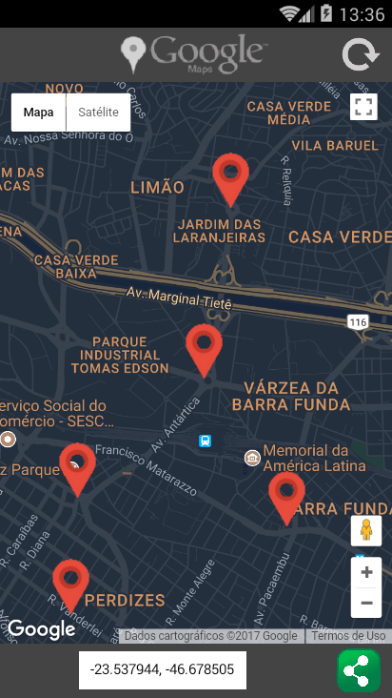 13:36
Google
Maps
Mapa
Satélite
NOVO
Carlos
Av. Nossa Senhora do Ó
CASA VERDE
MÉDIA
VILA BARUEL
R. Relíquia
M DAS
ACAS
LIMÃO
JARDIM DAS
LARANJEIRAS
CASA VERDE
ENA
CASA VERDE
BAIXA
Av. Marginal Tietê
116
PARQUE
INDUSTRIAL
TOMAS EDSON
VÁRZEA DA
BARRA FUNDA
Av. Antártica
erviço Social do
omércio - SESC...
Francisco Matarazzo
Memorial da
América Latina
z Parque
ARRA FUNDA
R. Caraíbas
R. Diana
R. Monte Alegre
Av. Pacaembu
R. Vanderlei
PERDIZES
+
−
Google
Dados cartográficos ©2017 Google
Termos de Uso
-23.537944, -46.678505